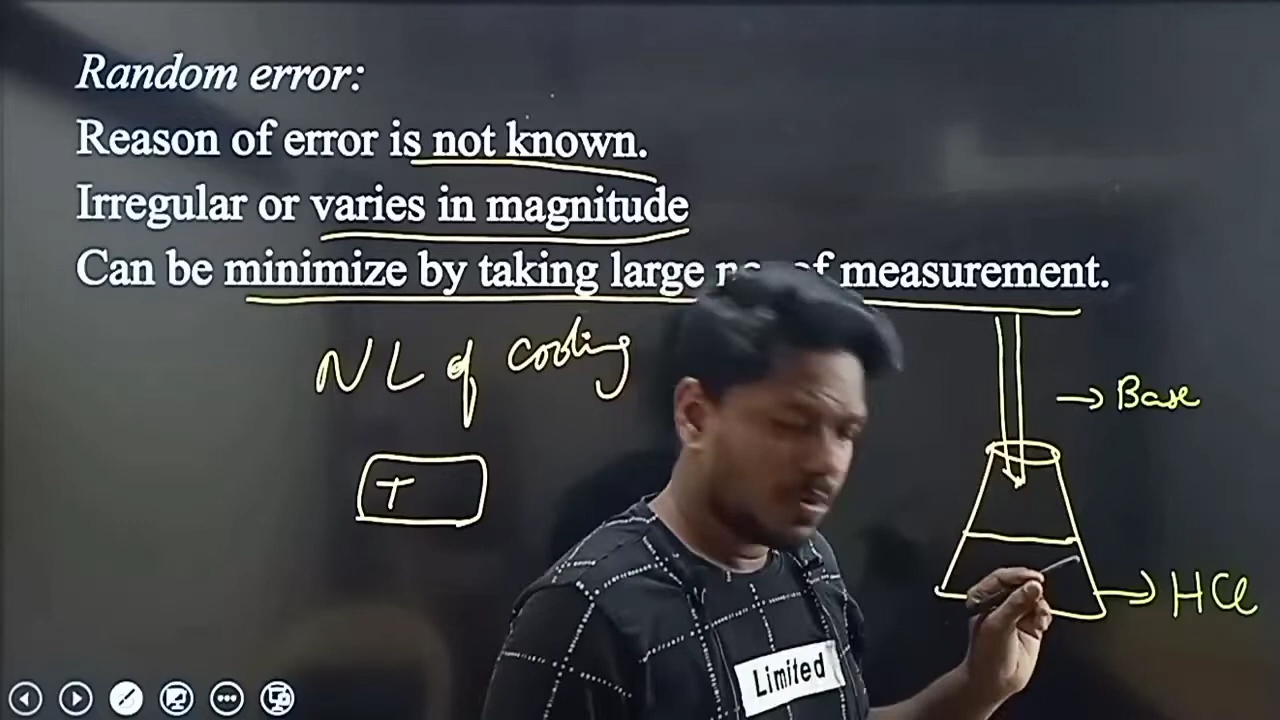 Random error:
Reason of error is not known.
Irregular or varies in magnitude
Can be minimize by taking large of measurement.
NL of cooling
T
→ Base
→ HCl
Limited